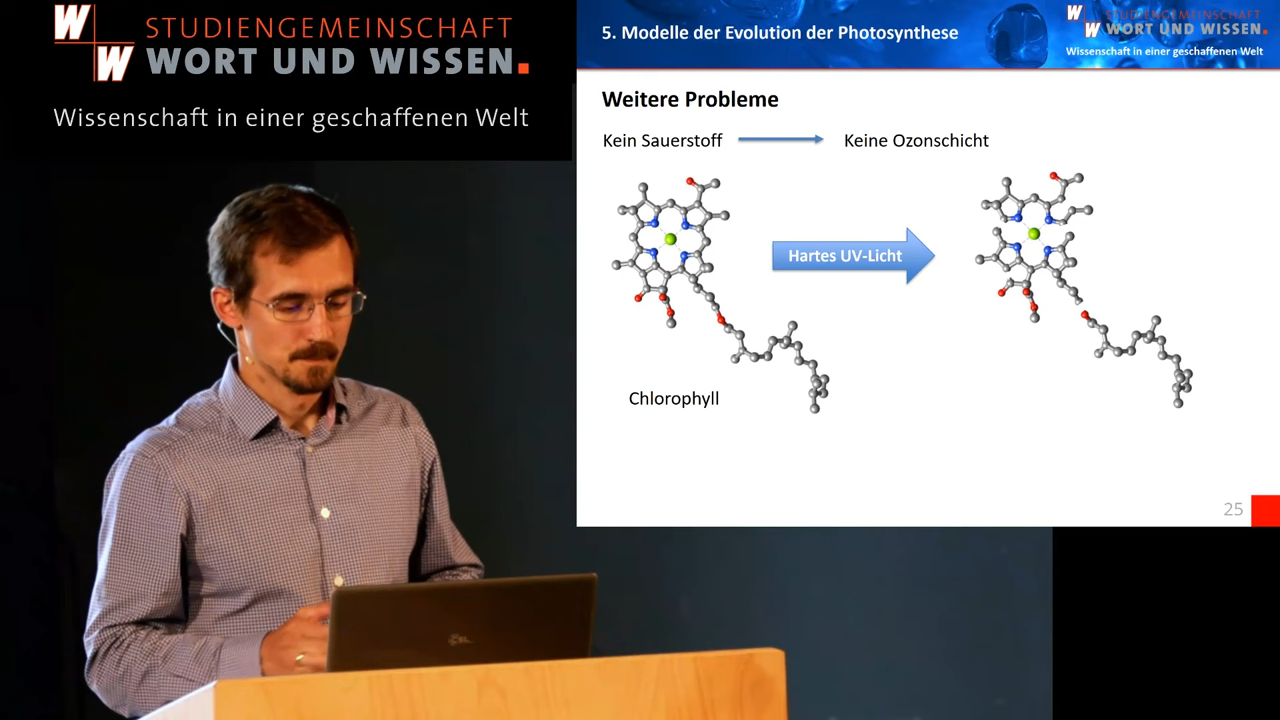 W
W
STUDIENGEMEINSCHAFT
WORT UND WISSEN.
Wissenschaft in einer geschaffenen Welt
5. Modelle der Evolution der Photosynthese
W
W
STUDIENGEMEINSCHAFT
WORT UND WISSEN.
Wissenschaft in einer geschaffenen Welt
Weitere Probleme
Kein Sauerstoff
Keine Ozonschicht
Hartes UV-Licht
Chlorophyll
25